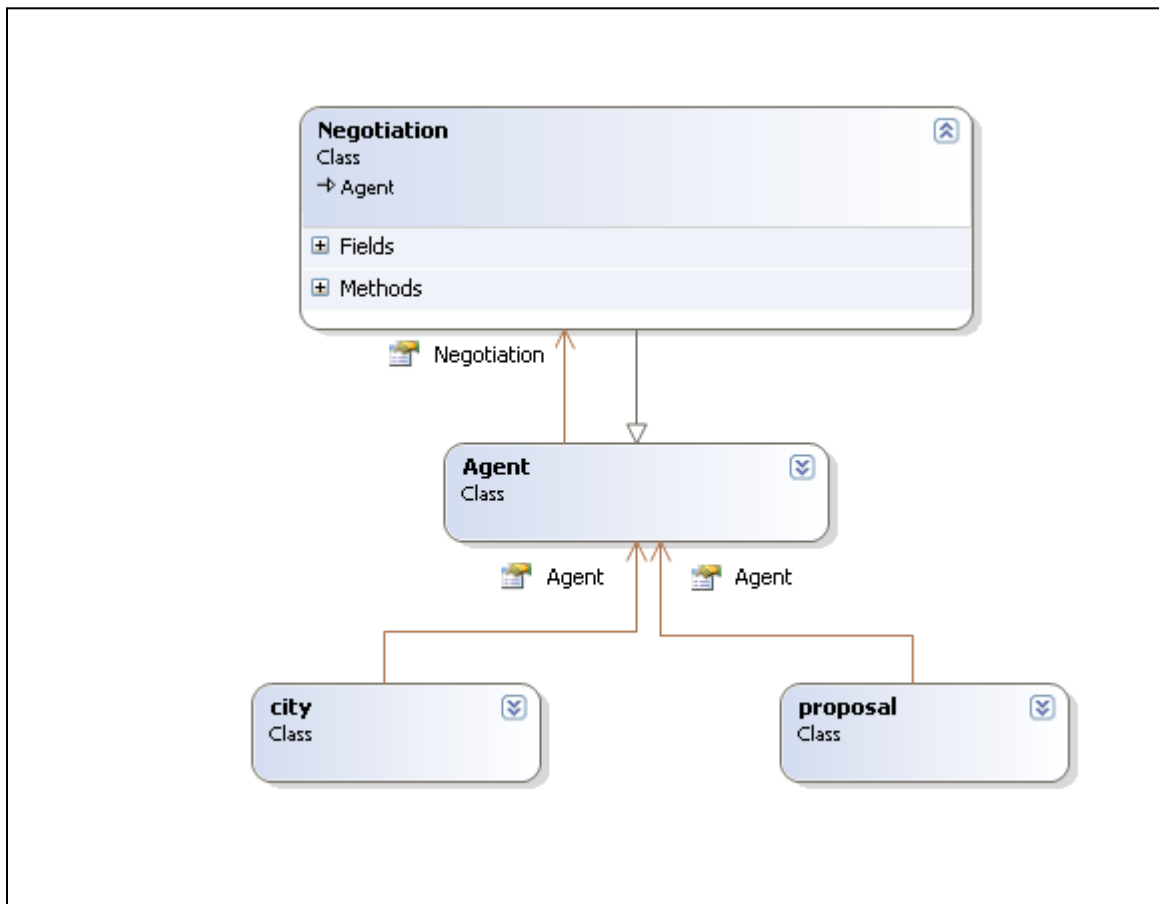 Negotiation
Class
Agent
Fields
Methods
Negotiation
Agent
Class
Agent
Agent
city
Class
proposal
Class